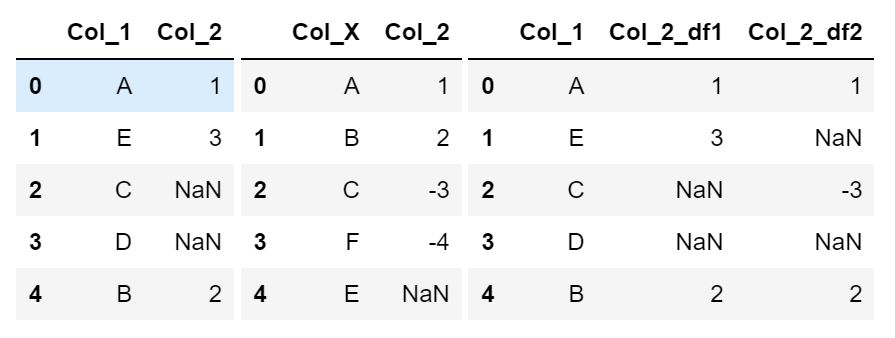 Col_1 Col_2 Col_X Col_2 Col_1 Col_2_df1 Col_2_df2
0 A 1 0 A 1 0 A 1 1
1 E 3 1 B 2 1 E 3 NaN
2 C NaN 2 C -3 2 C NaN -3
3 D NaN 3 F -4 3 D NaN NaN
4 B 2 4 E NaN 4 B 2 2